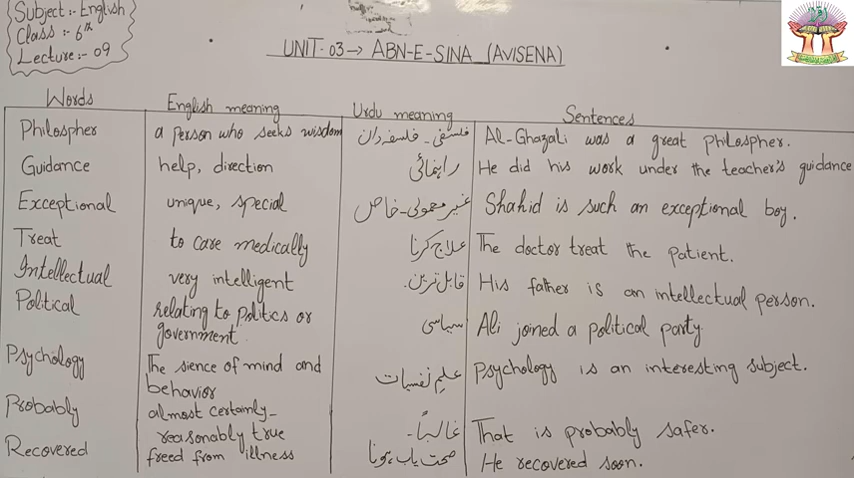 Subject:- English
Class:- 6th
Lecture:- 09
UNIT-03→ ABN-E-SINA (AVISENA)
Words English meaning Urdu meaning Sentences
Philospher a person who seeks wisdom فلسفی - فلسفہ دان Al-Ghazali was a great philospher.
Guidance help, direction راہنمائی He did his work under the teacher's guidance
Exceptional unique, special غیر معمولی - خاص Shahid is such an exceptional boy.
Treat to care medically علاج کرنا The doctor treat the patient.
Intellectual very intelligent قابل ترین۔ His father is an intellectual person.
Political relating to politics or government سیاسی Ali joined a political party
Psychology The sience of mind and behavior علم نفسیات Psychology is an interesting subject.
Probably almost certainly- reasonably true غالباً۔ That is probably safer.
Recovered freed from illness صحت یاب ہونا He recovered soon.